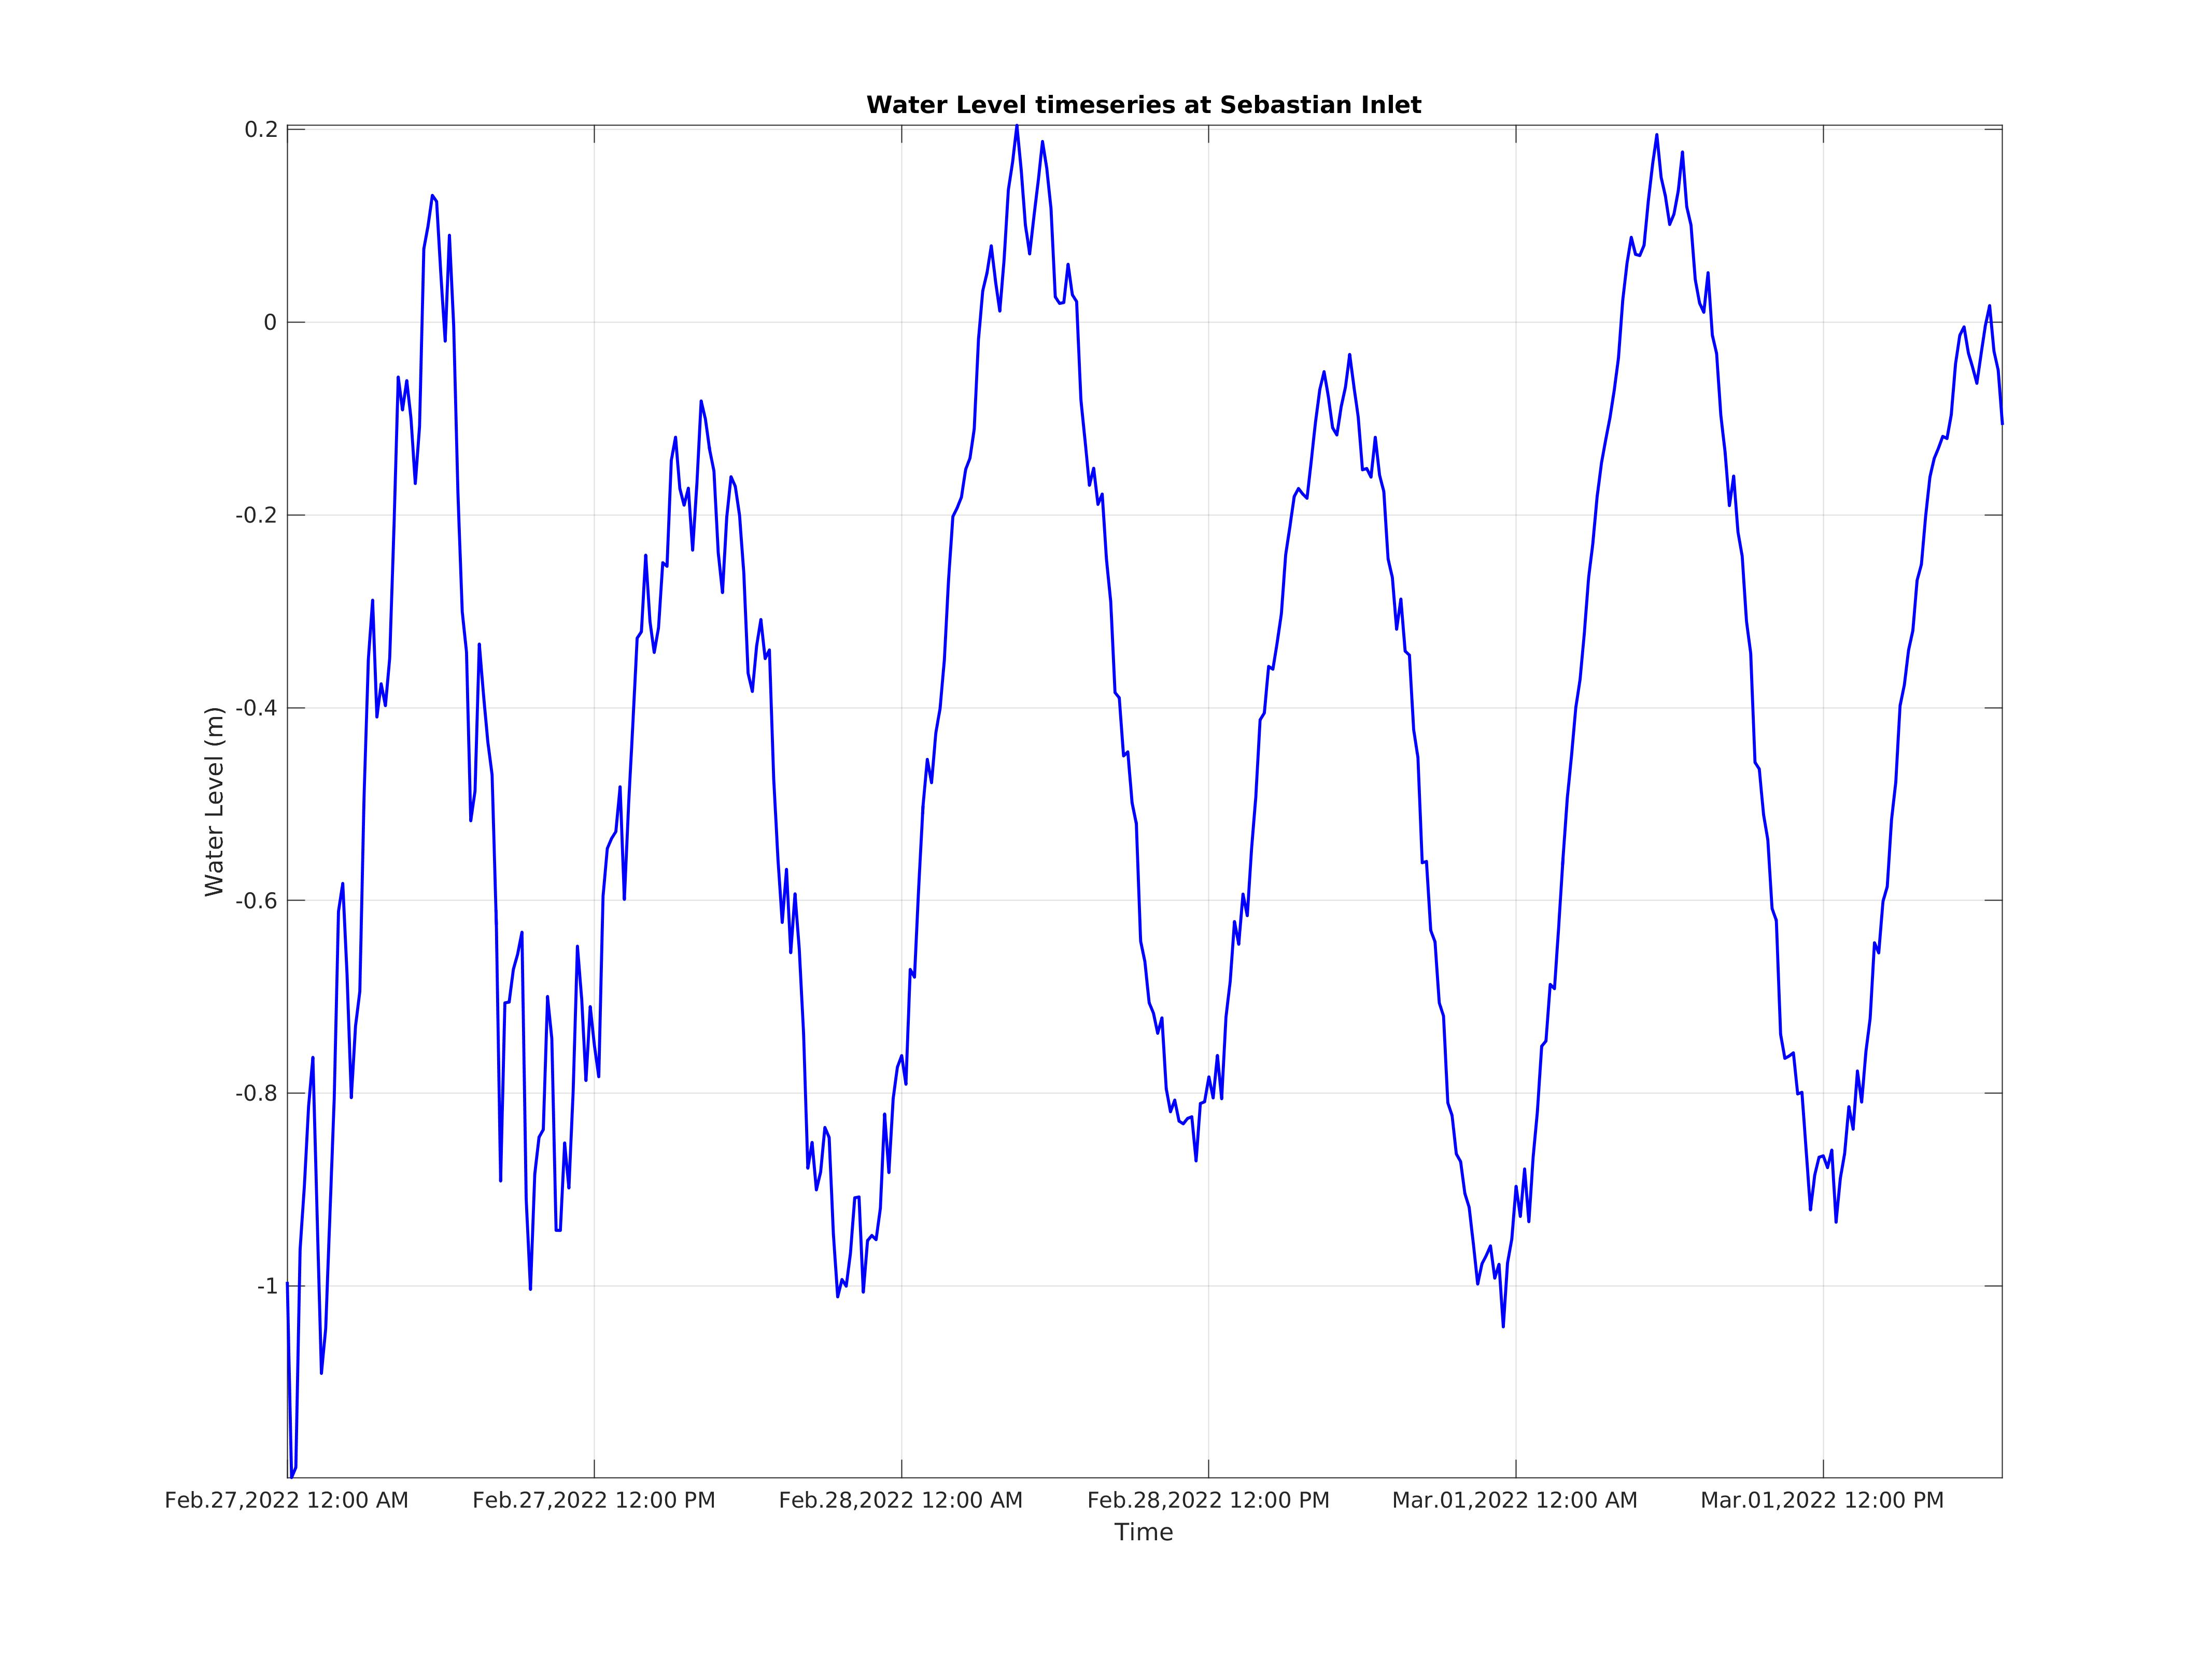 Water Level timeseries at Sebastian Inlet
0.2
0
-0.2
-0.4
-0.6
-0.8
-1
Water Level (m)
Feb.27,2022 12:00 AM
Feb.27,2022 12:00 PM
Feb.28,2022 12:00 AM
Feb.28,2022 12:00 PM
Mar.01,2022 12:00 AM
Mar.01,2022 12:00 PM
Time